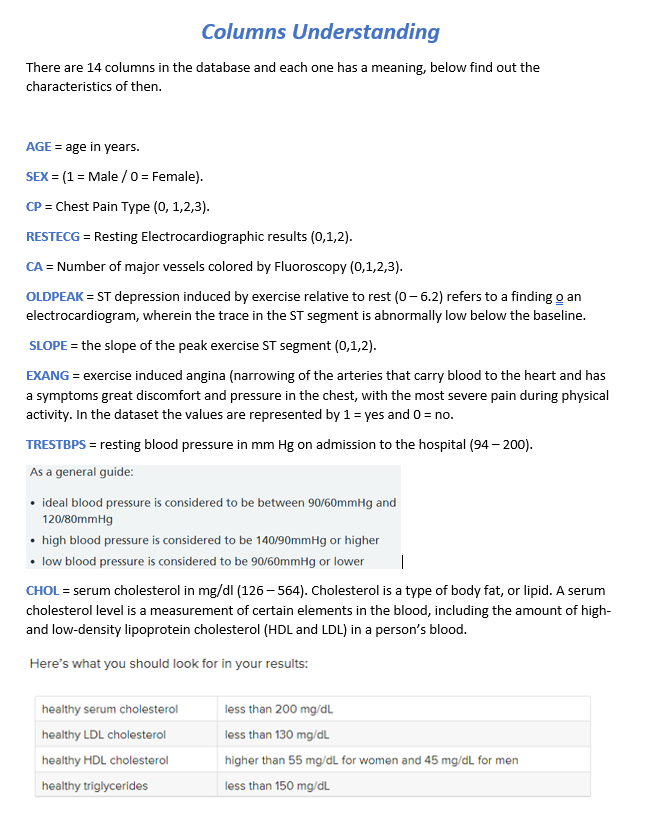 Columns Understanding
There are 14 columns in the database and each one has a meaning, below find out the
characteristics of then.
AGE = age in years.
SEX = (1 = Male / 0 = Female).
CP = Chest Pain Type (0, 1,2,3).
RESTECG = Resting Electrocardiographic results (0,1,2).
CA = Number of major vessels colored by Fluoroscopy (0,1,2,3).
OLDPEAK = ST depression induced by exercise relative to rest (0 – 6.2) refers to a finding o an
electrocardiogram, wherein the trace in the ST segment is abnormally low below the baseline.
SLOPE = the slope of the peak exercise ST segment (0,1,2).
EXANG = exercise induced angina (narrowing of the arteries that carry blood to the heart and has
a symptoms great discomfort and pressure in the chest, with the most severe pain during physical
activity. In the dataset the values are represented by 1 = yes and 0 = no.
TRESTBPS = resting blood pressure in mm Hg on admission to the hospital (94 – 200).
As a general guide:
• ideal blood pressure is considered to be between 90/60mmHg and
120/80mmHg
• high blood pressure is considered to be 140/90mmHg or higher
• low blood pressure is considered to be 90/60mmHg or lower
CHOL = serum cholesterol in mg/dl (126 – 564). Cholesterol is a type of body fat, or lipid. A serum
cholesterol level is a measurement of certain elements in the blood, including the amount of high-
and low-density lipoprotein cholesterol (HDL and LDL) in a person’s blood.
Here's what you should look for in your results:
healthy serum cholesterol less than 200 mg/dL
healthy LDL cholesterol less than 130 mg/dL
healthy HDL cholesterol higher than 55 mg/dL for women and 45 mg/dL for men
healthy triglycerides less than 150 mg/dL